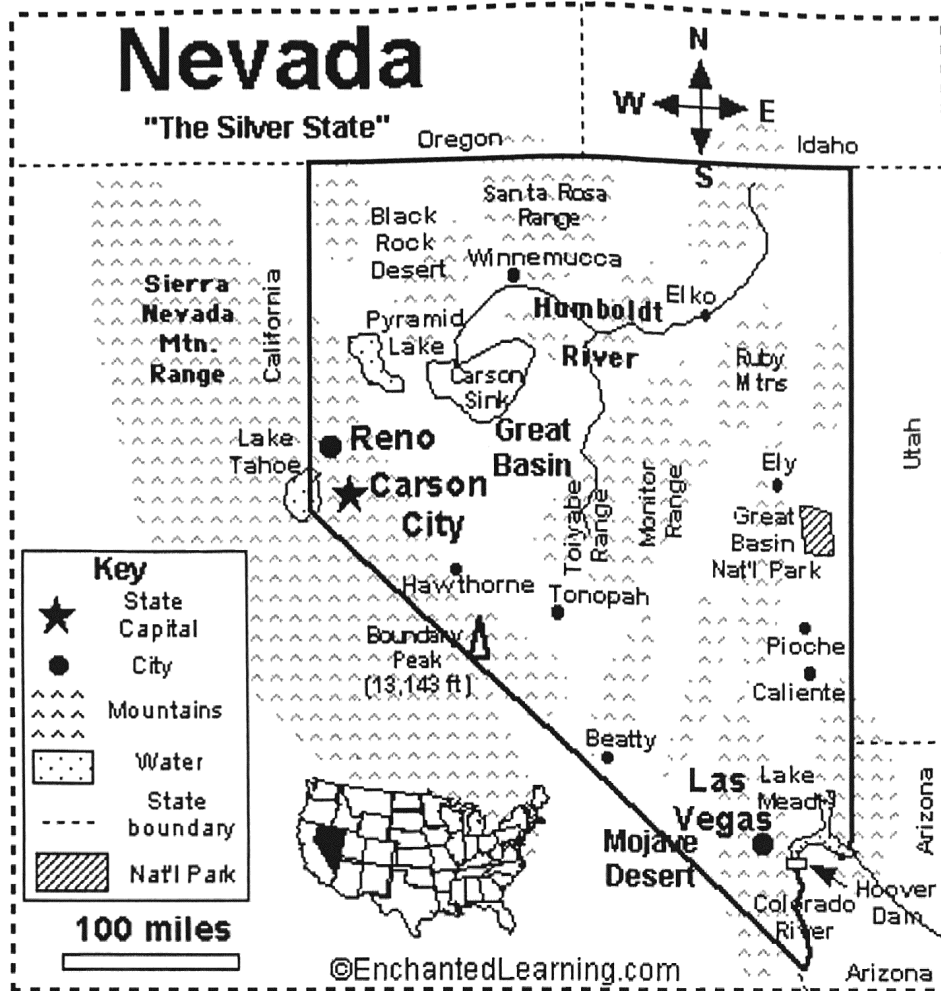 Nevada
"The Silver State"
N
W
E
S
Oregon
Idaho
Santa Rosa
Range
Black
Rock
Desert
Winnemucca
Sierra
Nevada
Mtn.
Range
California
Humboldt
River
Elko
Pyramid
Lake
Carson
Sink
Ruby
Mtns
Utah
Lake
Tahoe
Reno
Great
Basin
Carson
City
Toiyabe
Range
Monitor
Range
Ely
Great
Basin
Nat'l Park
Hawthorne
Tonopah
Boundary
Peak
(13,143 ft)
Pioche
Caliente
Beatty
Las
Vegas
Lake
Mead
Mojave
Desert
Arizona
Hoover
Dam
Colorado
River
Arizona
Key
State
Capital
City
Mountains
Water
State
boundary
Nat'l Park
100 miles
©EnchantedLearning.com